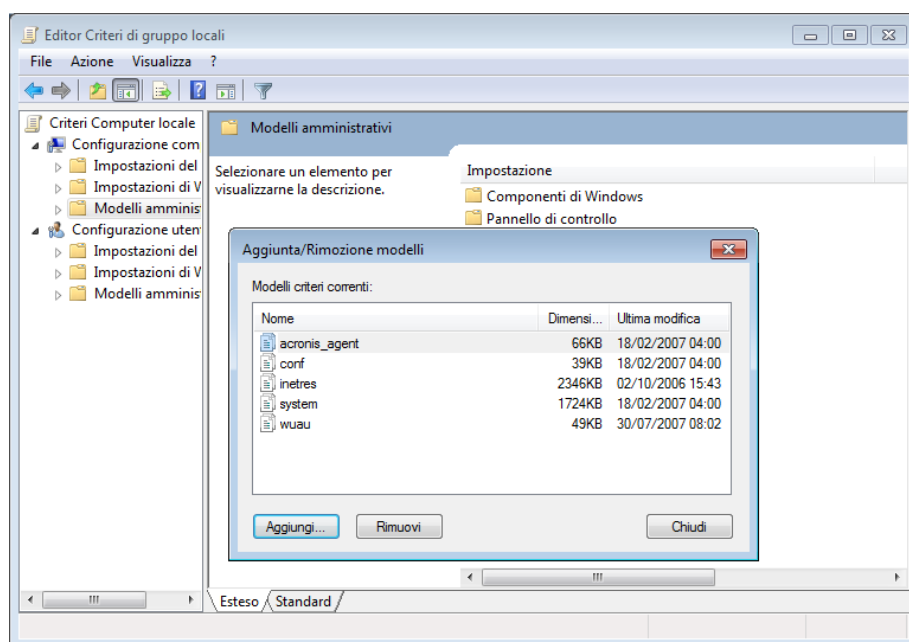 Editor Criteri di gruppo locali
File Azione Visualizza ?
Criteri Computer locale
Configurazione com
Impostazioni del
Impostazioni di V
Modelli amminis
Configurazione uten
Impostazioni del
Impostazioni di V
Modelli amminis
Modelli amministrativi
Selezionare un elemento per
visualizzarne la descrizione.
Impostazione
Componenti di Windows
Pannello di controllo
Aggiunta/Rimozione modelli
Modelli criteri correnti:
Nome Dimensi... Ultima modifica
acronis_agent 66KB 18/02/2007 04:00
conf 39KB 18/02/2007 04:00
inetres 2346KB 02/10/2006 15:43
system 1724KB 18/02/2007 04:00
wuau 49KB 30/07/2007 08:02
Aggiungi... Rimuovi Chiudi
Esteso Standard